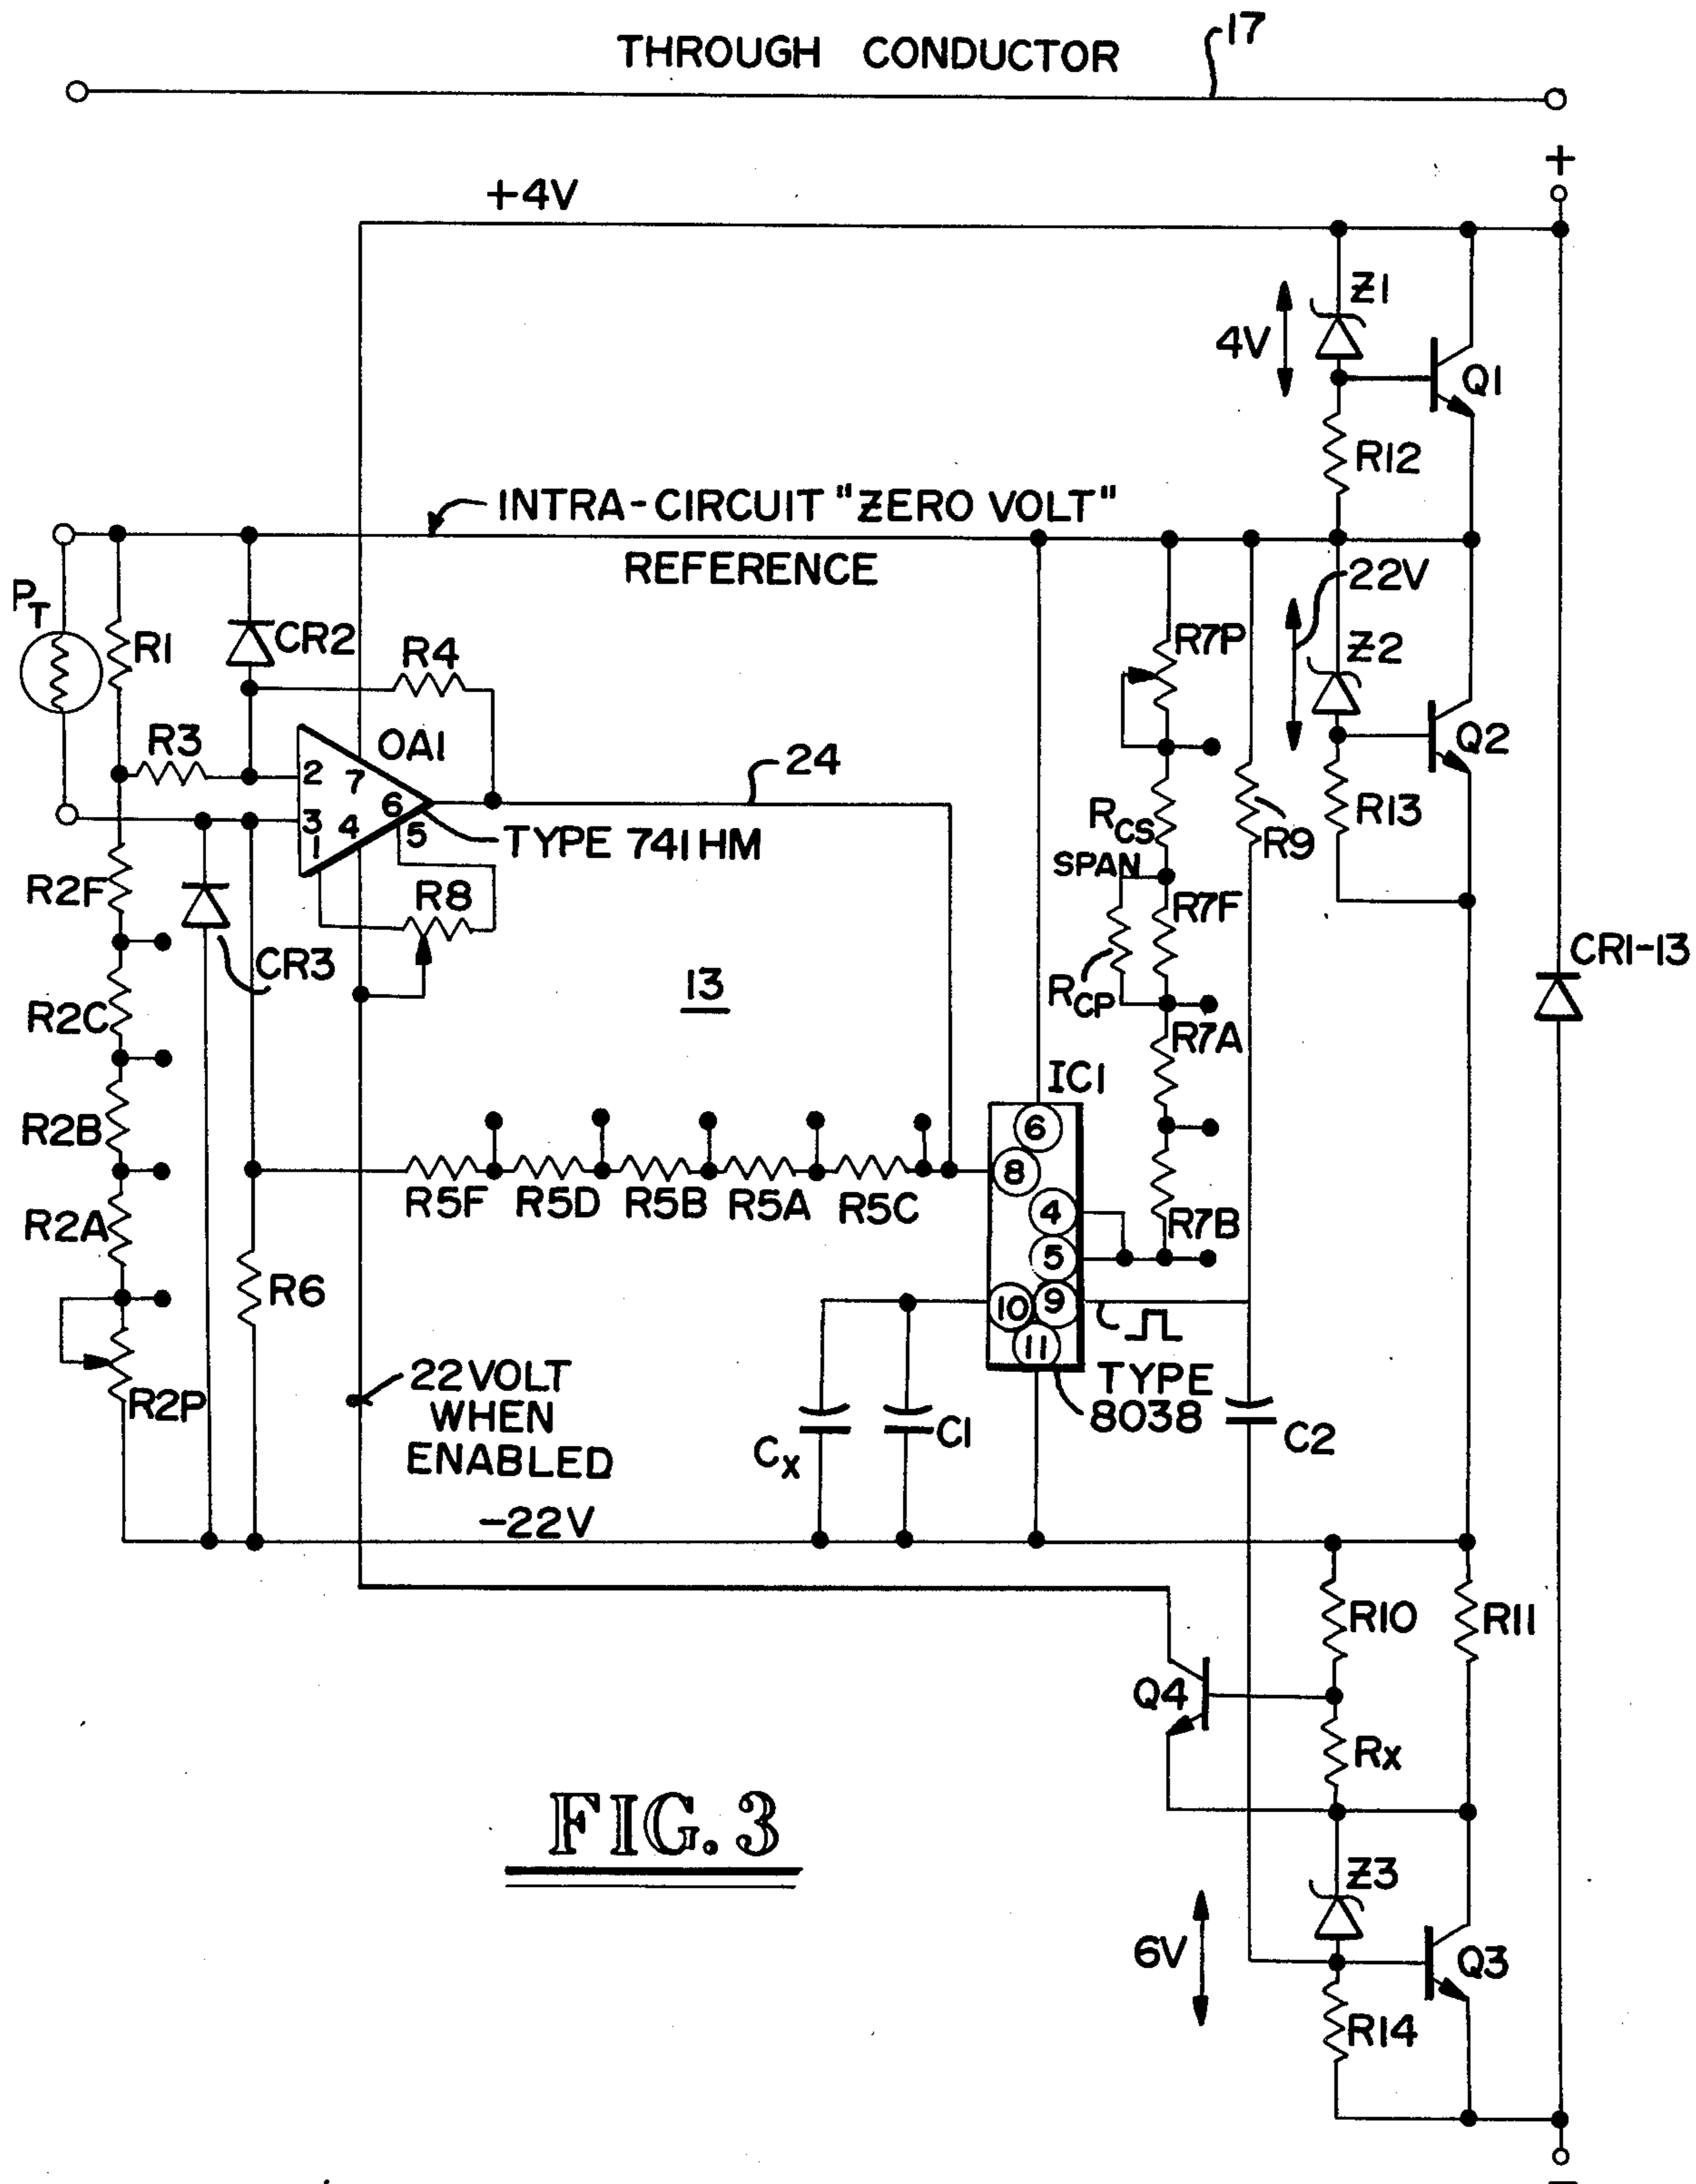 THROUGH CONDUCTOR
17
+
+4V
Z1
4V
Q1
R12
INTRA-CIRCUIT "ZERO VOLT"
REFERENCE
22V
PT
R1
CR2
R4
R7P
Z2
R3
OA1
24
Q2
2
7
6
3
4
5
1
TYPE 741HM
RCS
SPAN
R9
R13
R2F
R8
R7F
CR3
13
RCP
CR1-13
R2C
R7A
IC1
6
R2B
8
R5F
R5D
R5B
R5A
R5C
4
R7B
R2A
5
R6
10
9
11
22 VOLT
WHEN
ENABLED
TYPE
8038
R2P
CX
C1
C2
-22V
R10
R11
Q4
RX
FIG. 3
Z3
6V
Q3
R14
–